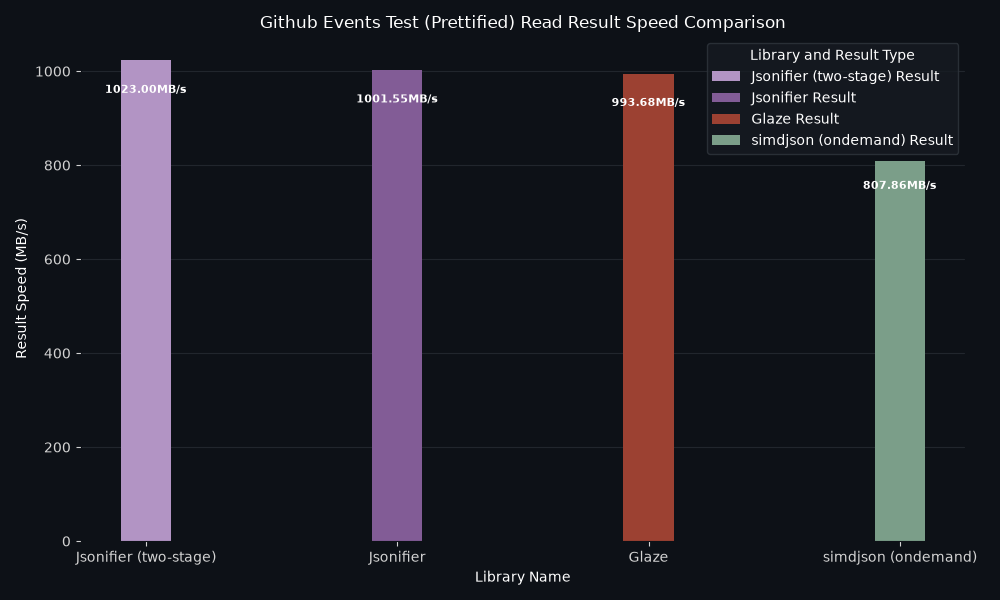 Github Events Test (Prettified) Read Result Speed Comparison
Library and Result Type
Jsonifier (two-stage) Result
Jsonifier Result
Glaze Result
simdjson (ondemand) Result
1023.00MB/s
1001.55MB/s
993.68MB/s
807.86MB/s
Result Speed (MB/s)
1000
800
600
400
200
0
Jsonifier (two-stage)
Jsonifier
Glaze
simdjson (ondemand)
Library Name